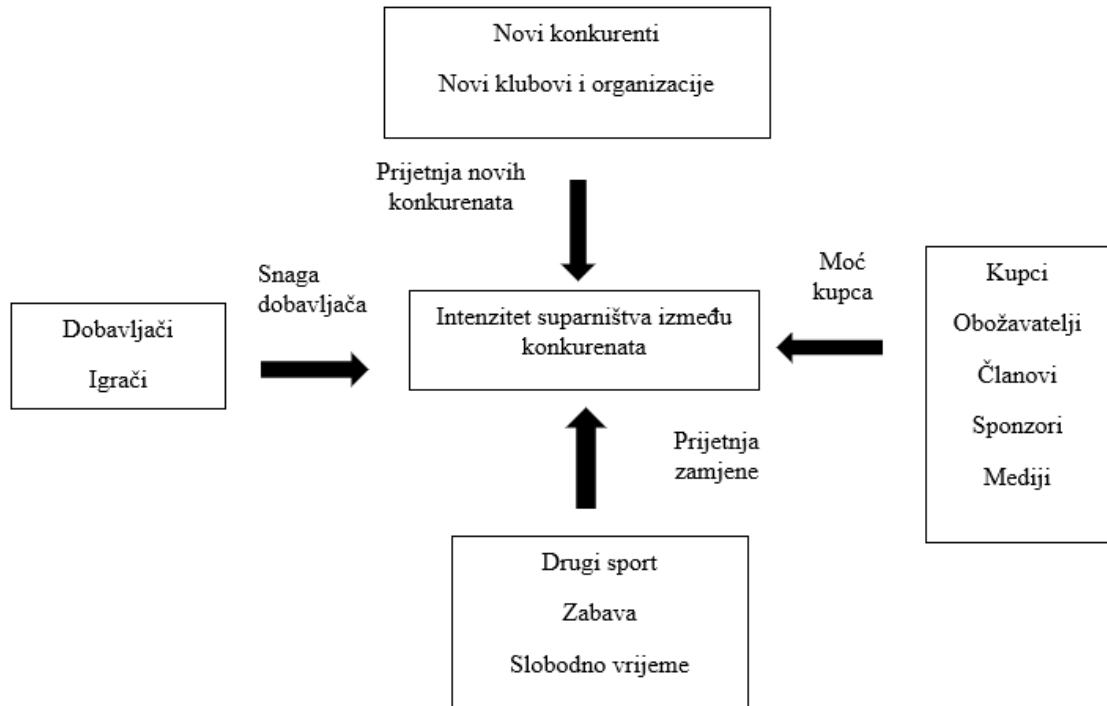 Novi konkurenti
Novi klubovi i organizacije
Prijetnja novih
konkurenata
Snaga
dobavljača
Moć
kupca
Dobavljači
Igrači
Intenzitet suparništva između
konkurenata
Kupci
Obožavatelji
Članovi
Sponzori
Mediji
Prijetnja
zamjene
Drugi sport
Zabava
Slobodno vrijeme